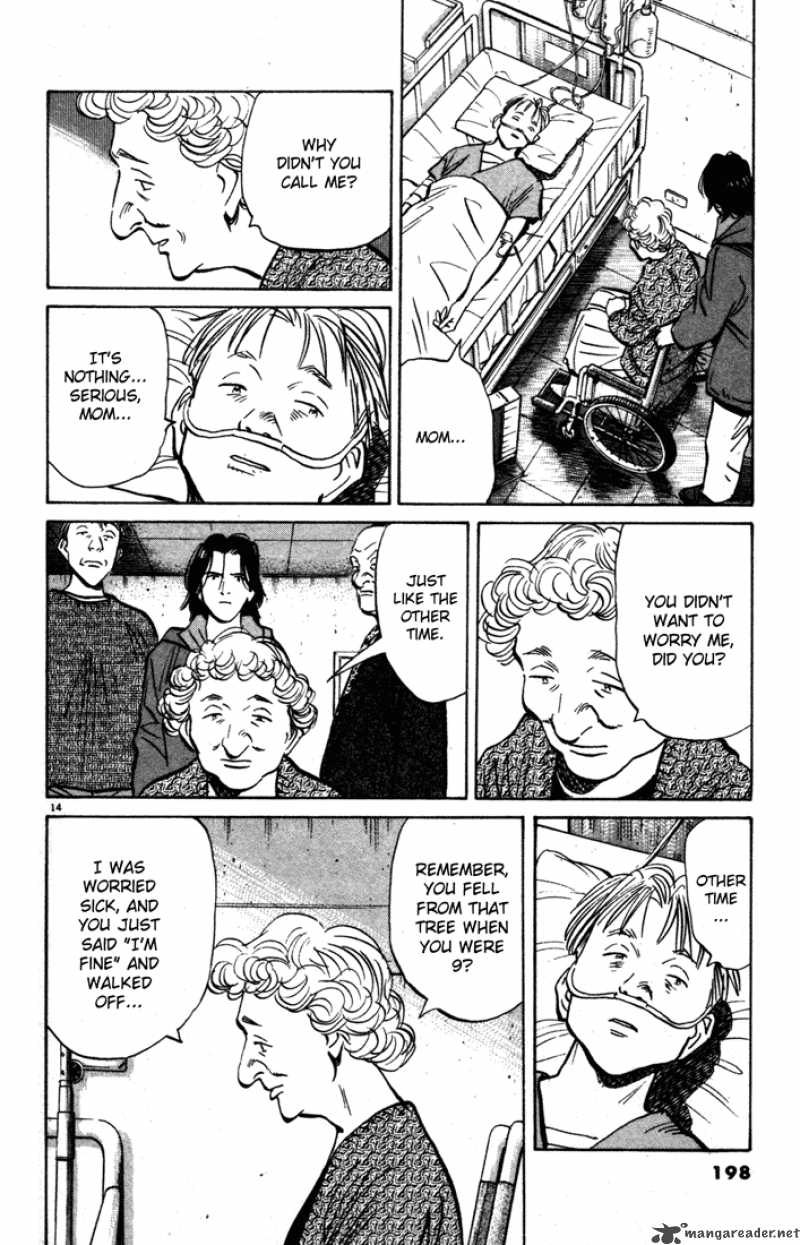 MOM...
WHY
DIDN'T YOU
CALL ME?
IT'S
NOTHING...
SERIOUS,
MOM...
YOU DIDN'T
WANT TO
WORRY ME,
DID YOU?
JUST
LIKE THE
OTHER
TIME.
14
OTHER
TIME
...
REMEMBER,
YOU FELL
FROM THAT
TREE WHEN
YOU WERE
9?
I WAS
WORRIED
SICK, AND
YOU JUST
SAID "I'M
FINE" AND
WALKED
OFF...
198
mangareader.net